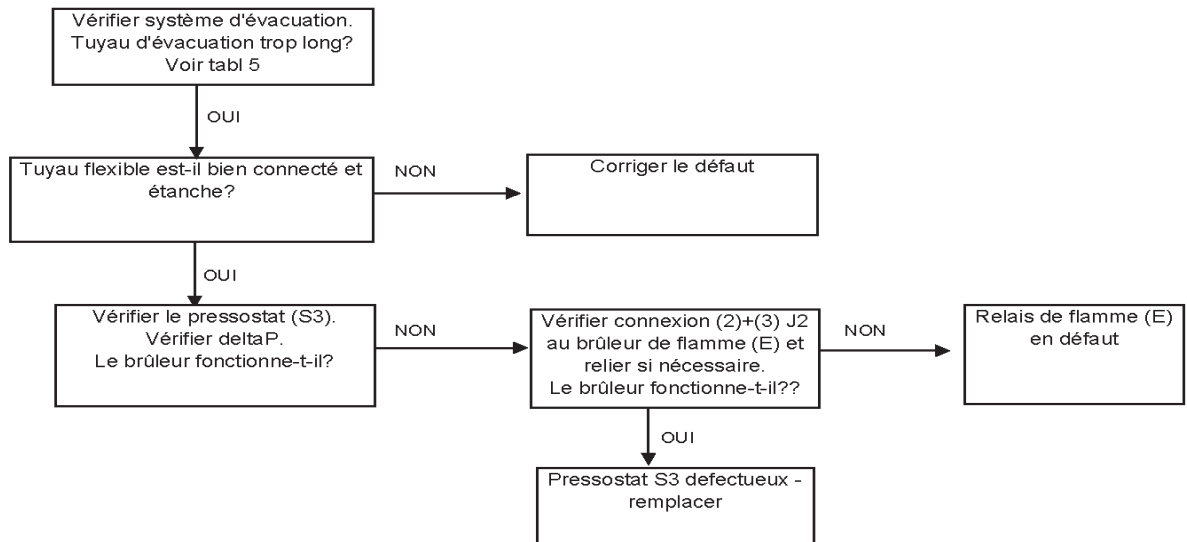 Vérifier système d'évacuation.
Tuyau d'évacuation trop long?
Voir tabl 5
OUI
Tuyau flexible est-il bien connecté et
étanche?
NON
Corriger le défaut
OUI
Vérifier le pressostat (S3).
Vérifier deltaP.
Le brûleur fonctionne-t-il?
NON
Vérifier connexion (2)+(3) J2
au brûleur de flamme (E) et
relier si nécessaire.
Le brûleur fonctionne-t-il??
NON
Relais de flamme (E)
en défaut
OUI
Pressostat S3 defectueux -
remplacer